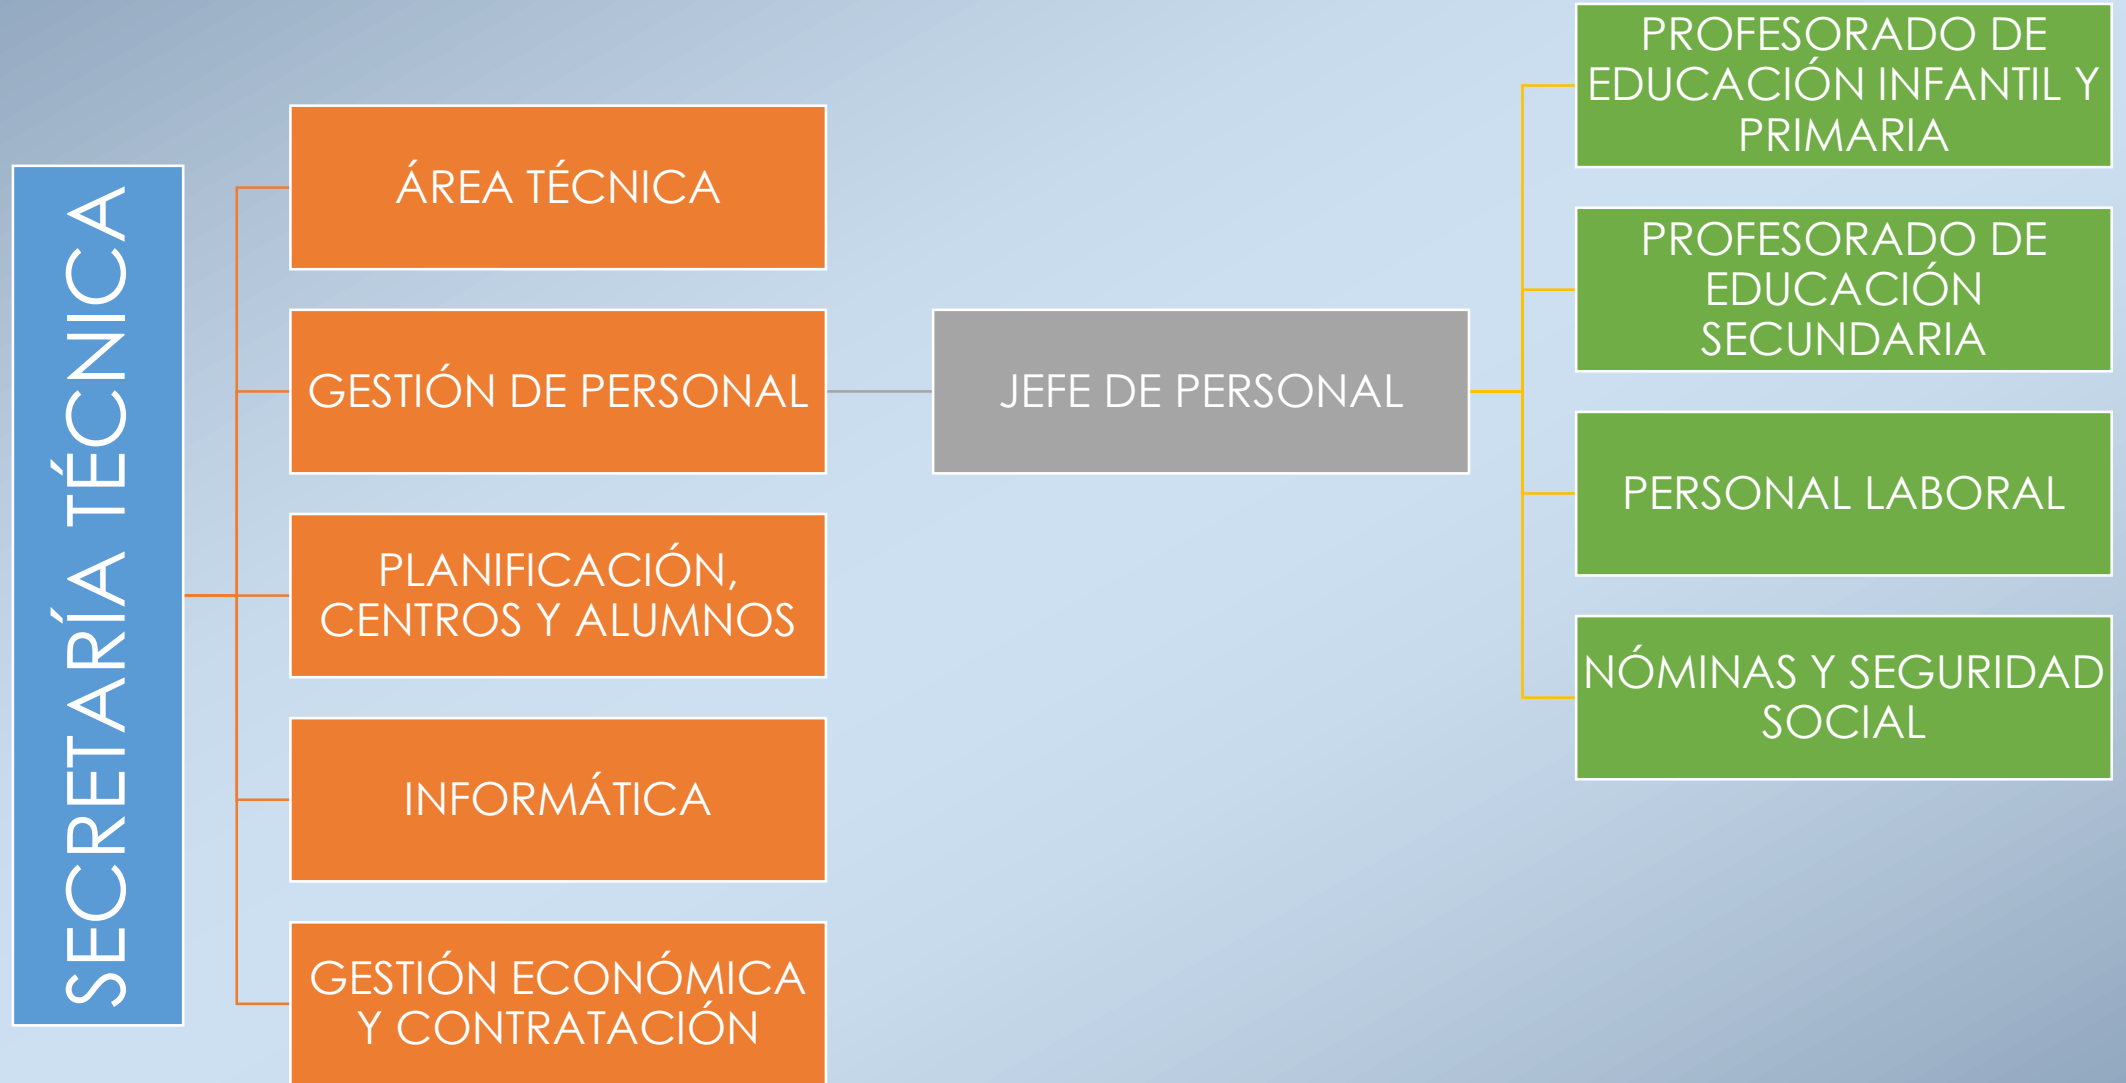 SECRETARÍA TÉCNICA
ÁREA TÉCNICA
GESTIÓN DE PERSONAL
PLANIFICACIÓN,
CENTROS Y ALUMNOS
INFORMÁTICA
GESTIÓN ECONÓMICA
Y CONTRATACIÓN
JEFE DE PERSONAL
PROFESORADO DE
EDUCACIÓN INFANTIL Y
PRIMARIA
PROFESORADO DE
EDUCACIÓN
SECUNDARIA
PERSONAL LABORAL
NÓMINAS Y SEGURIDAD
SOCIAL